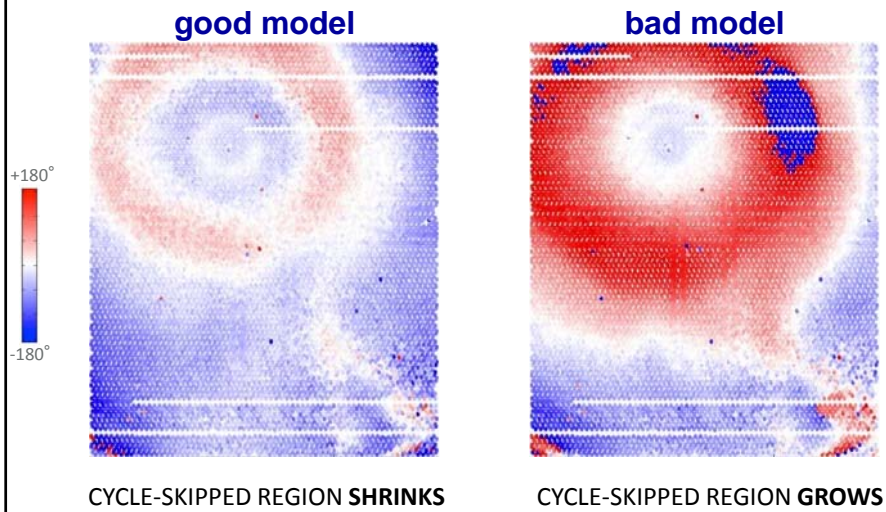 good model
bad model
+180°
-180°
CYCLE-SKIPPED REGION SHRINKS
CYCLE-SKIPPED REGION GROWS